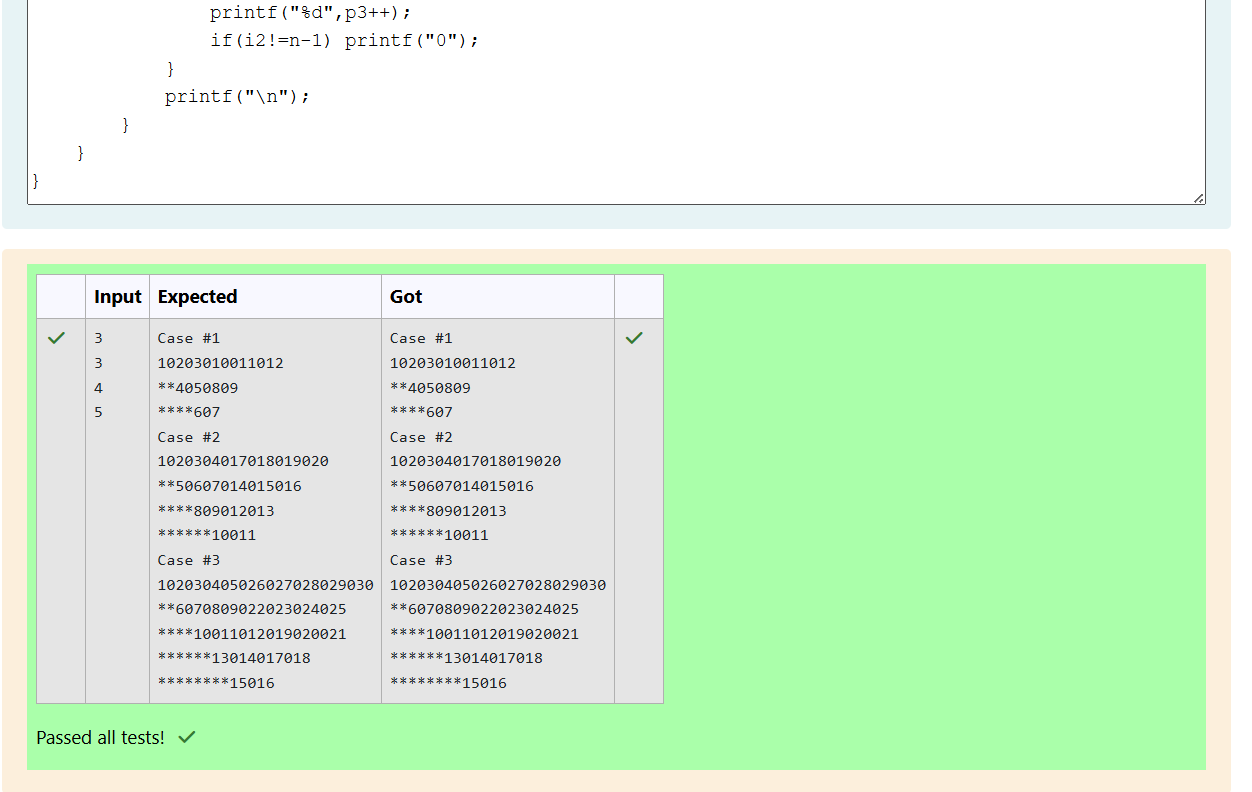 printf("%d",p3++);
if(i2!=n-1) printf("0");
}
printf("\n");
}
}
}
Input Expected Got
3 Case #1 Case #1
3 10203010011012 10203010011012
4 **4050809 **4050809
5 ****607 ****607
Case #2 Case #2
1020304017018019020 1020304017018019020
**50607014015016 **50607014015016
****809012013 ****809012013
******10011 ******10011
Case #3 Case #3
102030405026027028029030 102030405026027028029030
**6070809022023024025 **6070809022023024025
****10011012019020021 ****10011012019020021
******13014017018 ******13014017018
********15016 ********15016
Passed all tests!